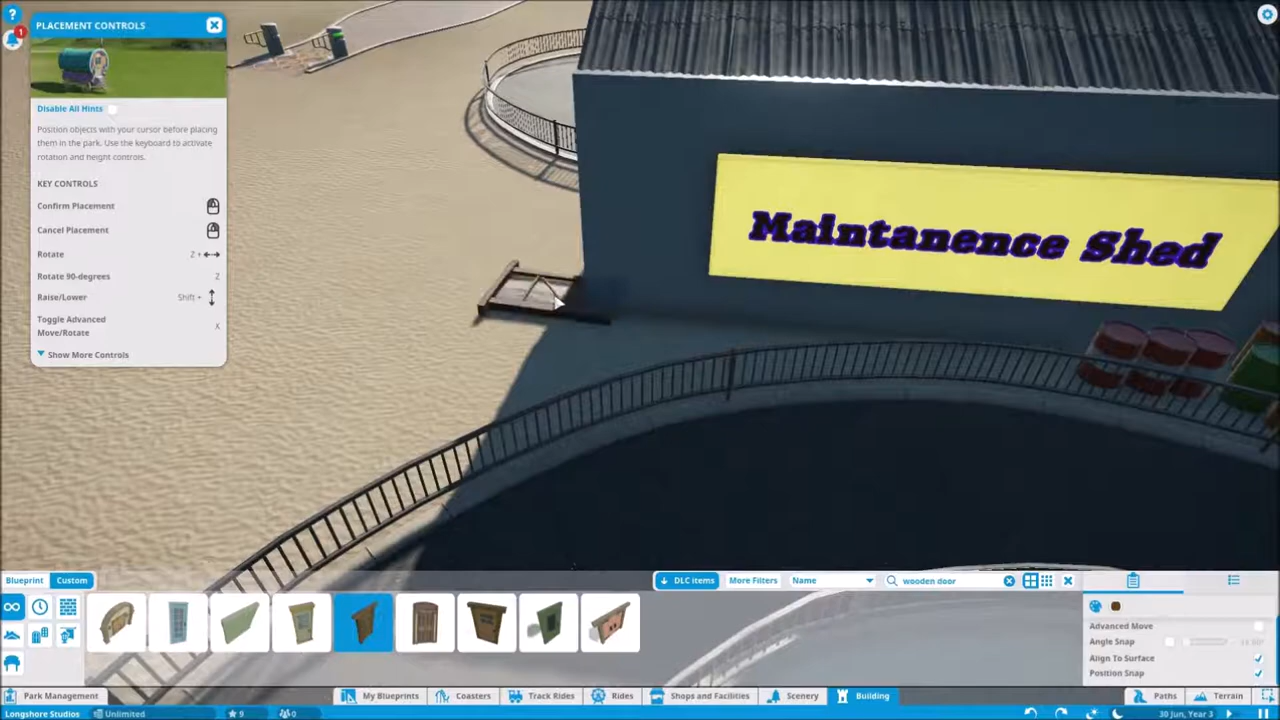 ?
1
PLACEMENT CONTROLS
Disable All Hints
Position objects with your cursor before placing
them in the park. Use the keyboard to activate
rotation and height controls.
KEY CONTROLS
Confirm Placement
Cancel Placement
Rotate Z +
Rotate 90-degrees Z
Raise/Lower Shift +
Toggle Advanced
Move/Rotate X
Show More Controls
Maintanence Shed
Blueprint Custom DLC items More Filters Name wooden door
Advanced Move
Angle Snap
Align To Surface
Position Snap
Park Management My Blueprints Coasters Track Rides Rides Shops and Facilities Scenery Building Paths Terrain
Longshore Studios Unlimited 9 0 30 Jun, Year 3